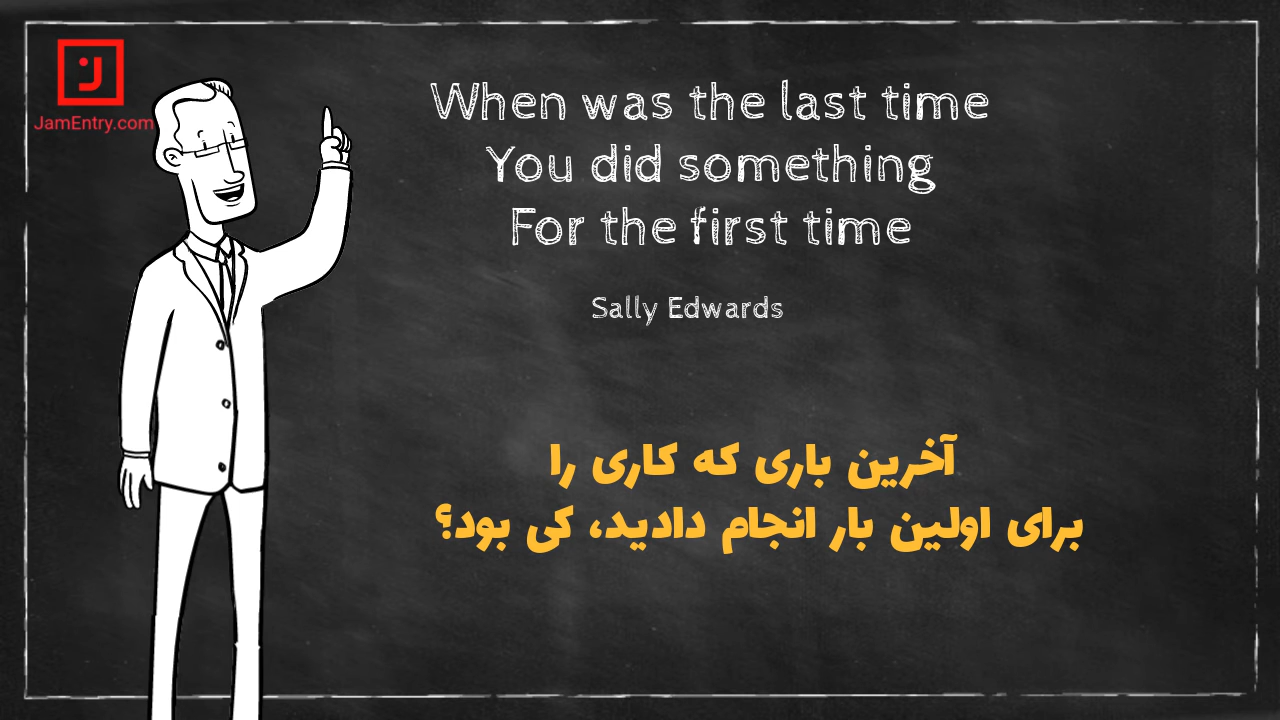 J
JamEntry.com
When was the last time
You did something
For the first time
Sally Edwards
آخرین باری که کاری را
برای اولین بار انجام دادید، کی بود؟